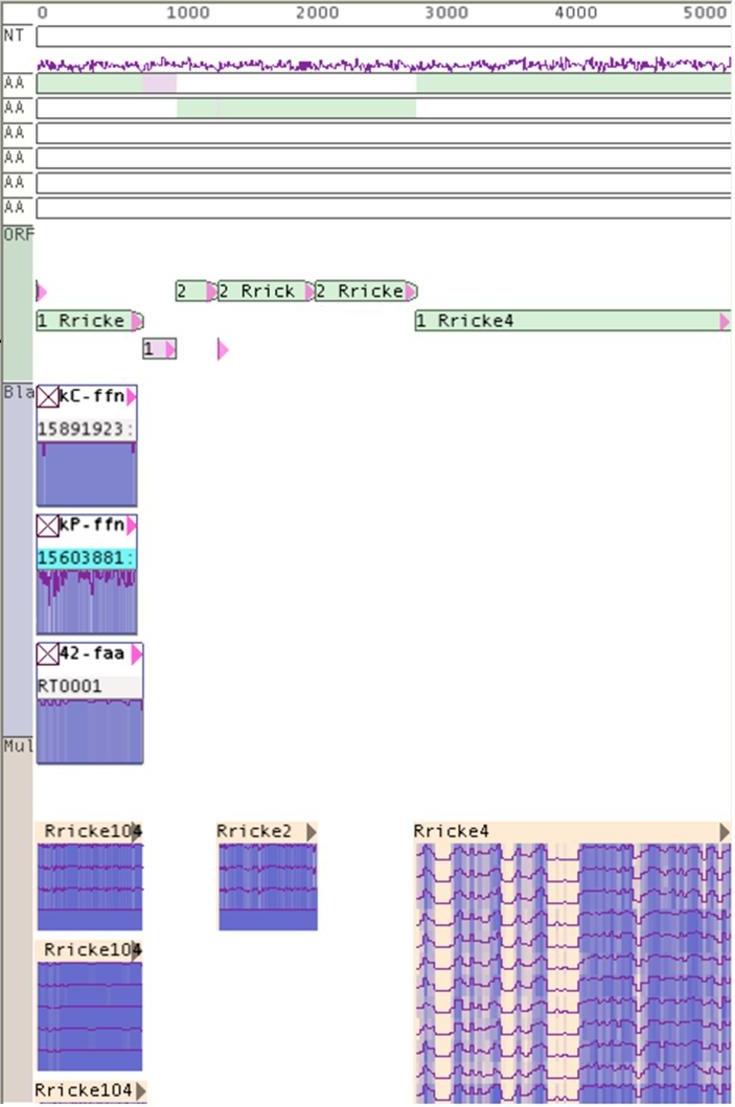 0 1000 2000 3000 4000 5000
NT
AA
AA
AA
AA
AA
AA
ORF
2 2 Rrick 2 Rricke
1 Rricke 1 Rricke4
1
Bla
kC-ffn
15891923:
kP-ffn
15603881:
42-faa
RT0001
Mul
Rricke104 Rricke2 Rricke4
Rricke104
Rricke104